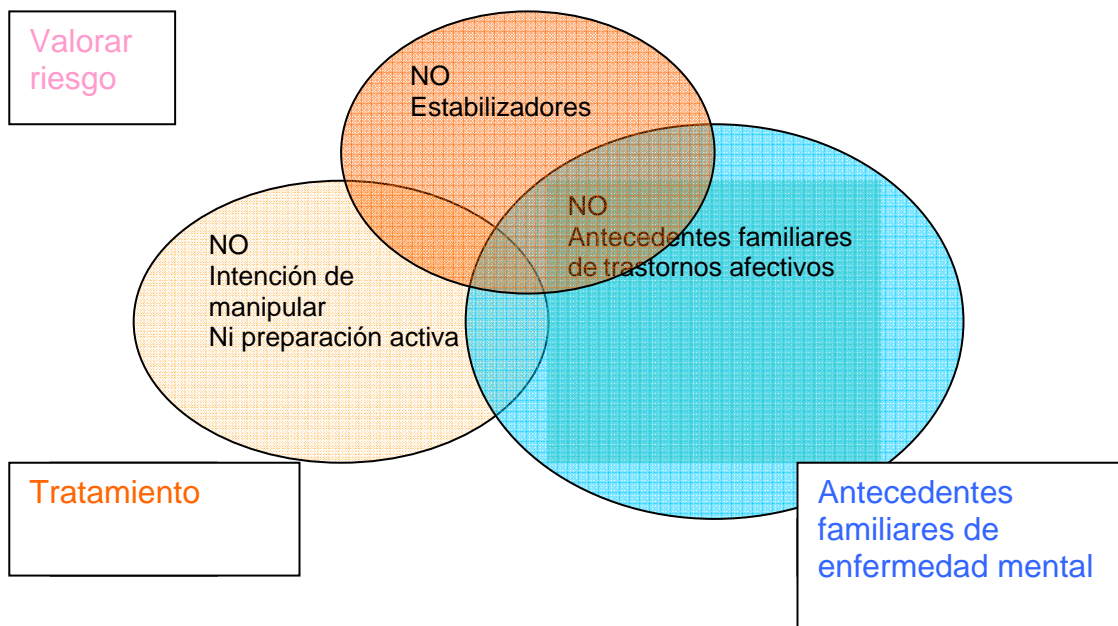 Valorar
riesgo
NO
Estabilizadores
NO
Antecedentes familiares
de trastornos afectivos
NO
Intención de
manipular
Ni preparación activa
Tratamiento
Antecedentes
familiares de
enfermedad mental